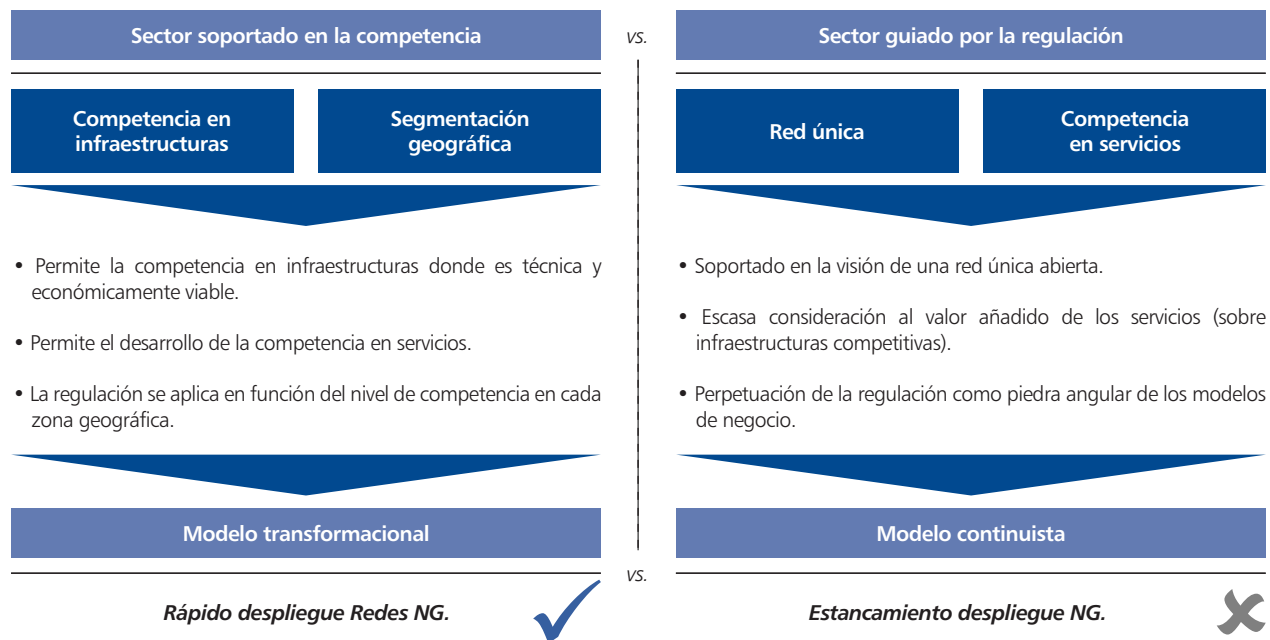 Sector soportado en la competencia
vs.
Sector guiado por la regulación
Competencia en
infraestructuras
Segmentación
geográfica
Red única
Competencia
en servicios
• Permite la competencia en infraestructuras donde es técnica y
económicamente viable.
• Permite el desarrollo de la competencia en servicios.
• La regulación se aplica en función del nivel de competencia en cada
zona geográfica.
• Soportado en la visión de una red única abierta.
• Escasa consideración al valor añadido de los servicios (sobre
infraestructuras competitivas).
• Perpetuación de la regulación como piedra angular de los modelos
de negocio.
Modelo transformacional
Modelo continuista
vs.
Rápido despliegue Redes NG.
Estancamiento despliegue NG.